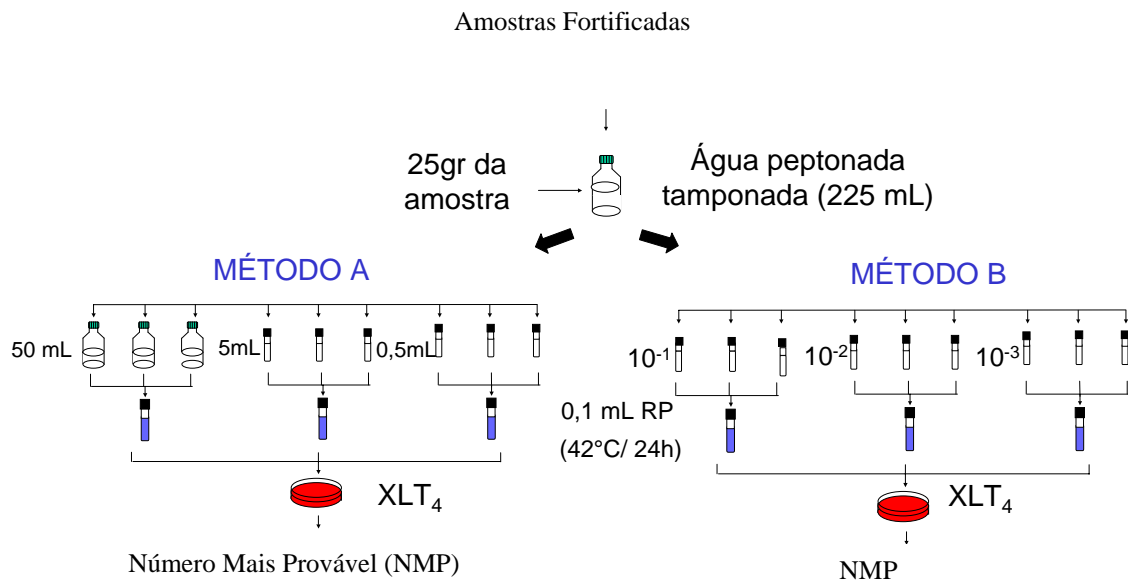 Amostras Fortificadas
25gr da
amostra
Água peptonada
tamponada (225 mL)
MÉTODO A
50 mL
5mL
0,5mL
XLT4
Número Mais Provável (NMP)
MÉTODO B
10-1
10-2
10-3
0,1 mL RP
(42°C/ 24h)
XLT4
NMP